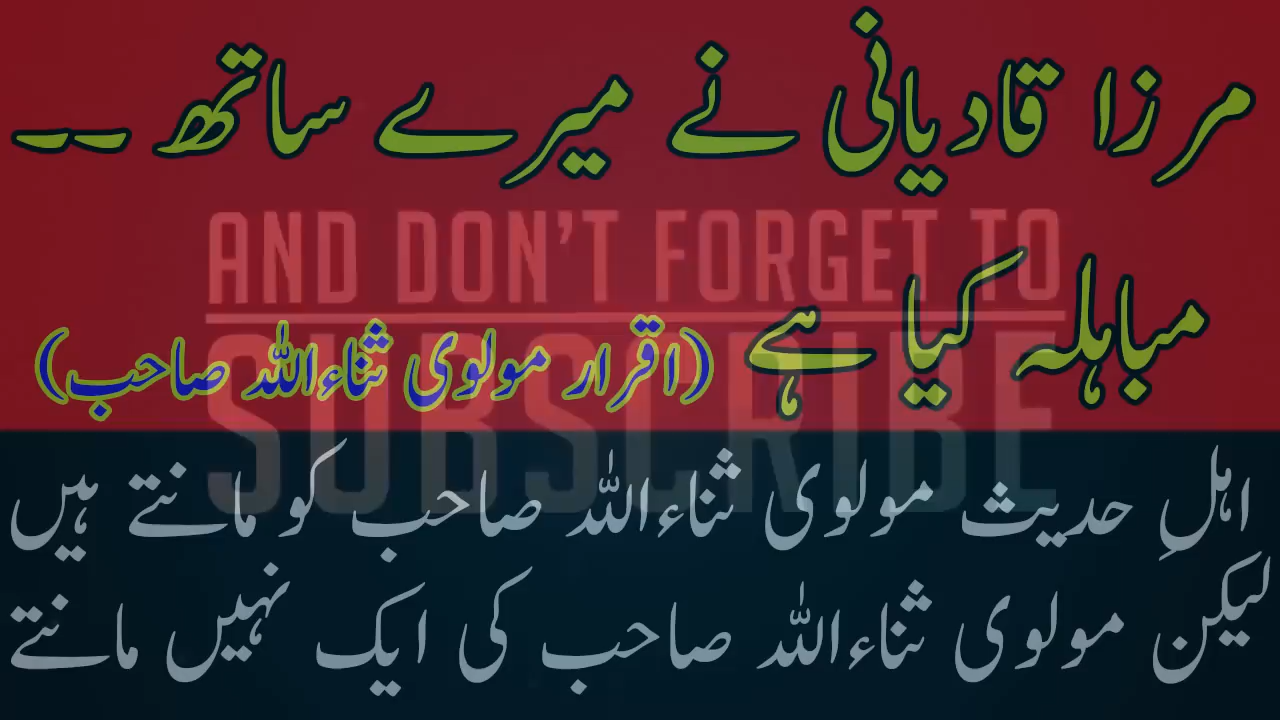 مرزا قادیانی نے میرے ساتھ ۔۔
AND DON'T FORGET TO
مباہلہ کیا ہے (اقرار مولوی ثناءاللہ صاحب)
SUBSCRIBE
اہلِ حدیث مولوی ثناءاللہ صاحب کو مانتے ہیں
لیکن مولوی ثناءاللہ صاحب کی ایک نہیں مانتے